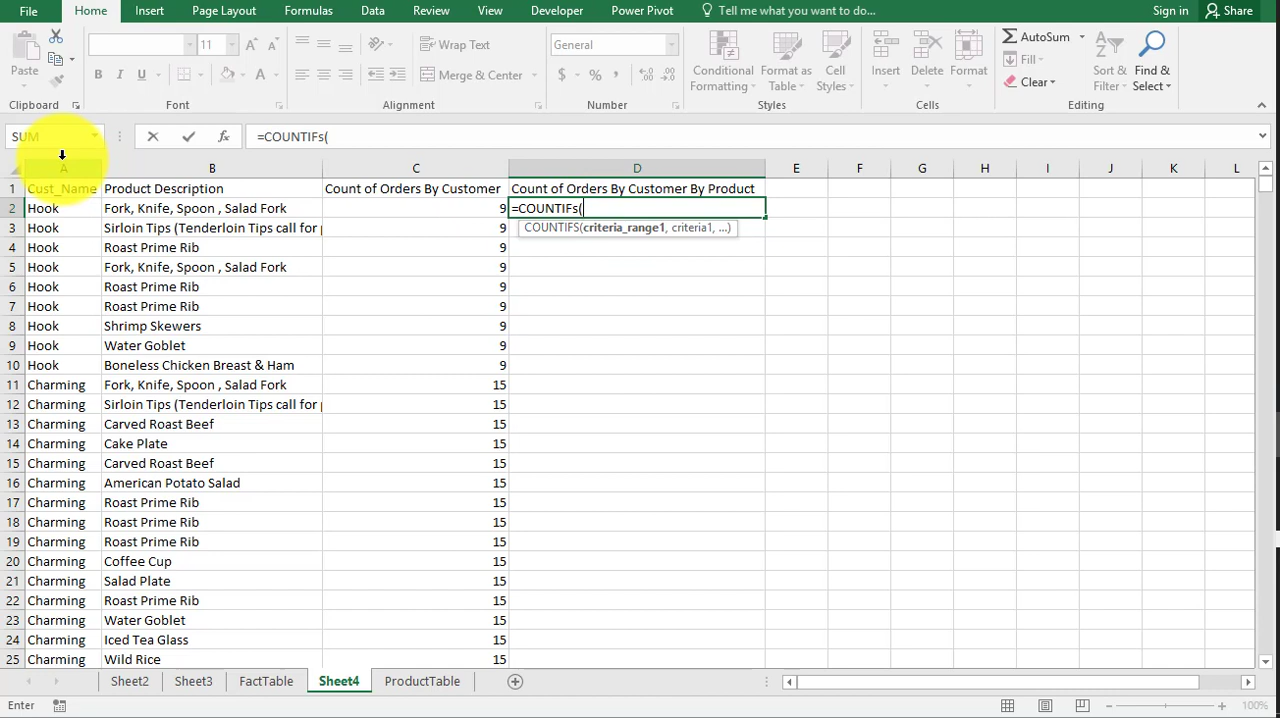 File Home Insert Page Layout Formulas Data Review View Developer Power Pivot Tell me what you want to do... Sign in Share
Paste
11
Wrap Text
General
Conditional Formatting
Format as Table
Cell Styles
Insert
Delete
Format
AutoSum
Sort & Filter
Find & Select
B I U
Merge & Center
$ % ,
Fill
Clear
Clipboard Font Alignment Number Styles Cells Editing
SUM fx =COUNTIFs(
A B C D E F G H I J K L
1 Cust_Name Product Description Count of Orders By Customer Count of Orders By Customer By Product
2 Hook Fork, Knife, Spoon , Salad Fork 9 =COUNTIFs(
3 Hook Sirloin Tips (Tenderloin Tips call for p 9 COUNTIFS(criteria_range1, criteria1, ...)
4 Hook Roast Prime Rib 9
5 Hook Fork, Knife, Spoon , Salad Fork 9
6 Hook Roast Prime Rib 9
7 Hook Roast Prime Rib 9
8 Hook Shrimp Skewers 9
9 Hook Water Goblet 9
10 Hook Boneless Chicken Breast & Ham 9
11 Charming Fork, Knife, Spoon , Salad Fork 15
12 Charming Sirloin Tips (Tenderloin Tips call for p 15
13 Charming Carved Roast Beef 15
14 Charming Cake Plate 15
15 Charming Carved Roast Beef 15
16 Charming American Potato Salad 15
17 Charming Roast Prime Rib 15
18 Charming Roast Prime Rib 15
19 Charming Roast Prime Rib 15
20 Charming Coffee Cup 15
21 Charming Salad Plate 15
22 Charming Roast Prime Rib 15
23 Charming Water Goblet 15
24 Charming Iced Tea Glass 15
25 Charming Wild Rice 15
Sheet2 Sheet3 FactTable Sheet4 ProductTable
Enter 100%